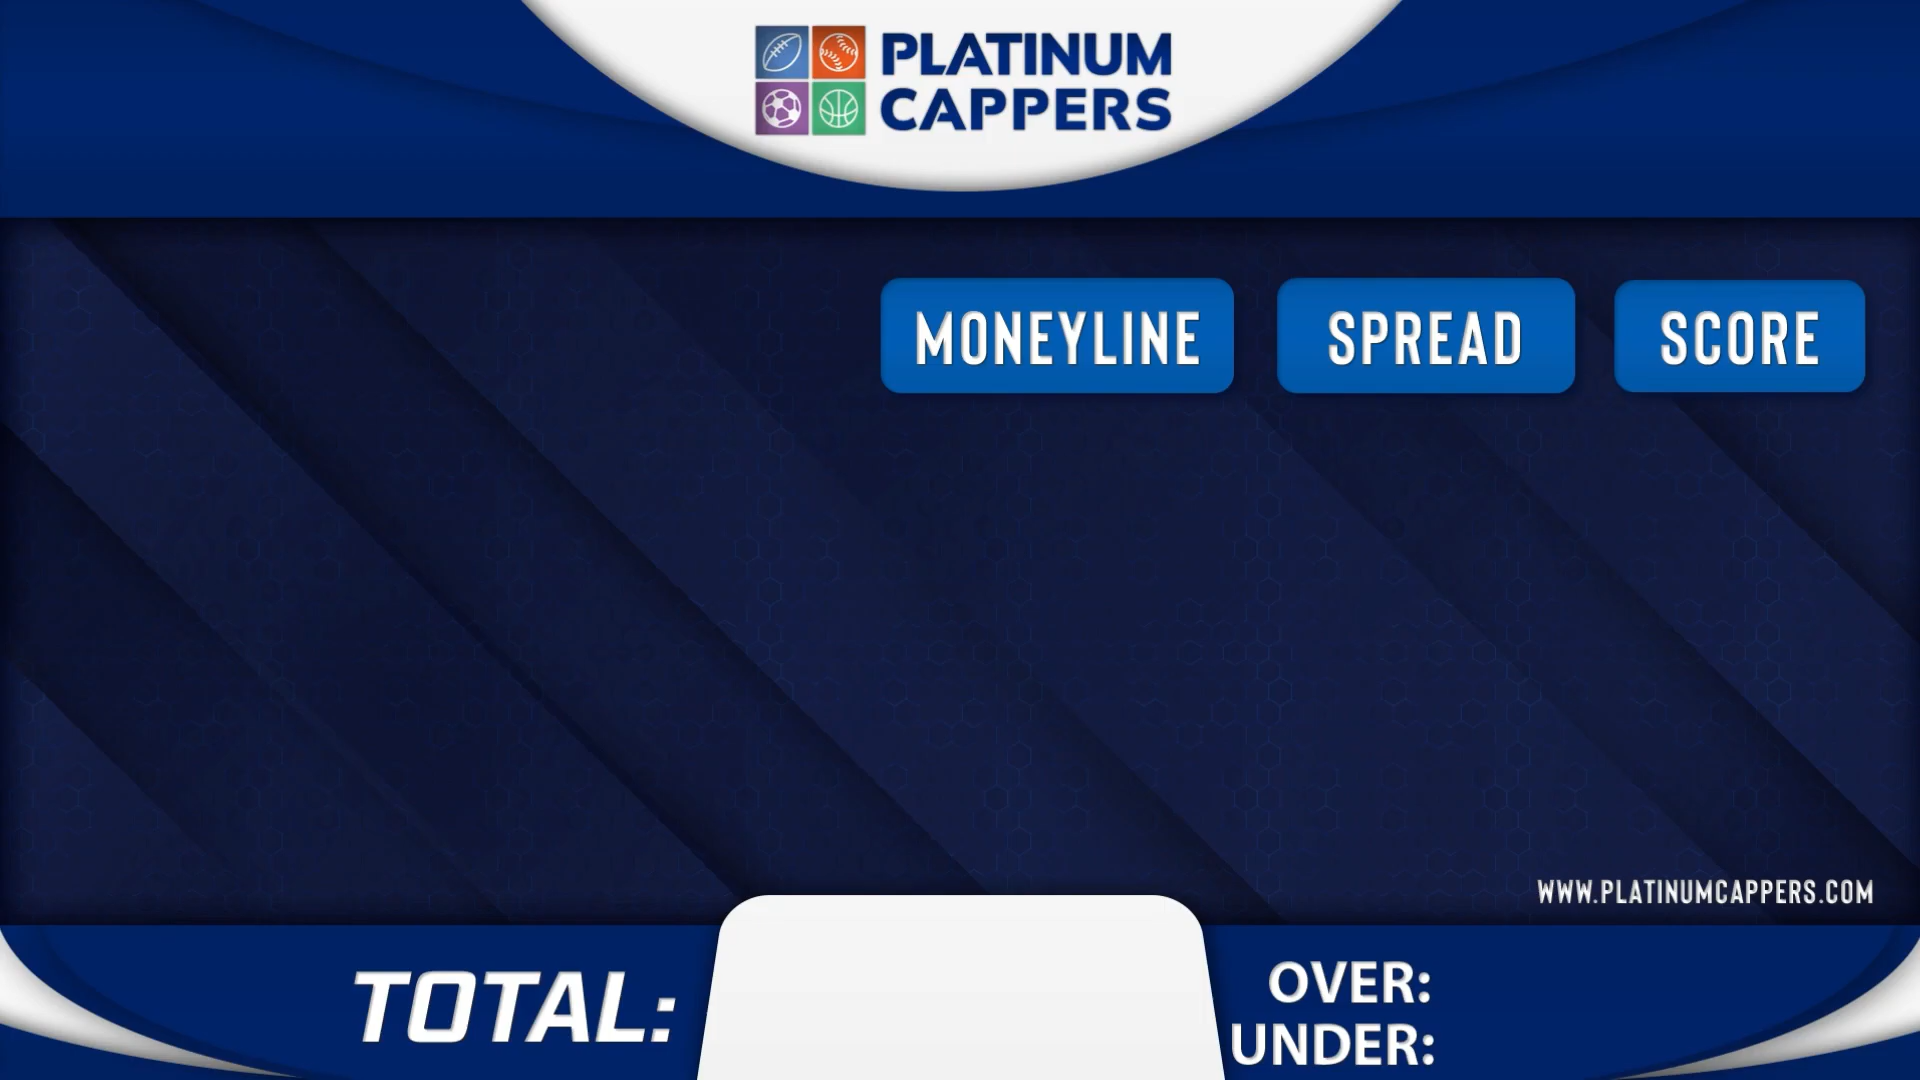 PLATINUM
CAPPERS
MONEYLINE SPREAD SCORE
WWW.PLATINUMCAPPERS.COM
TOTAL:
OVER:
UNDER: